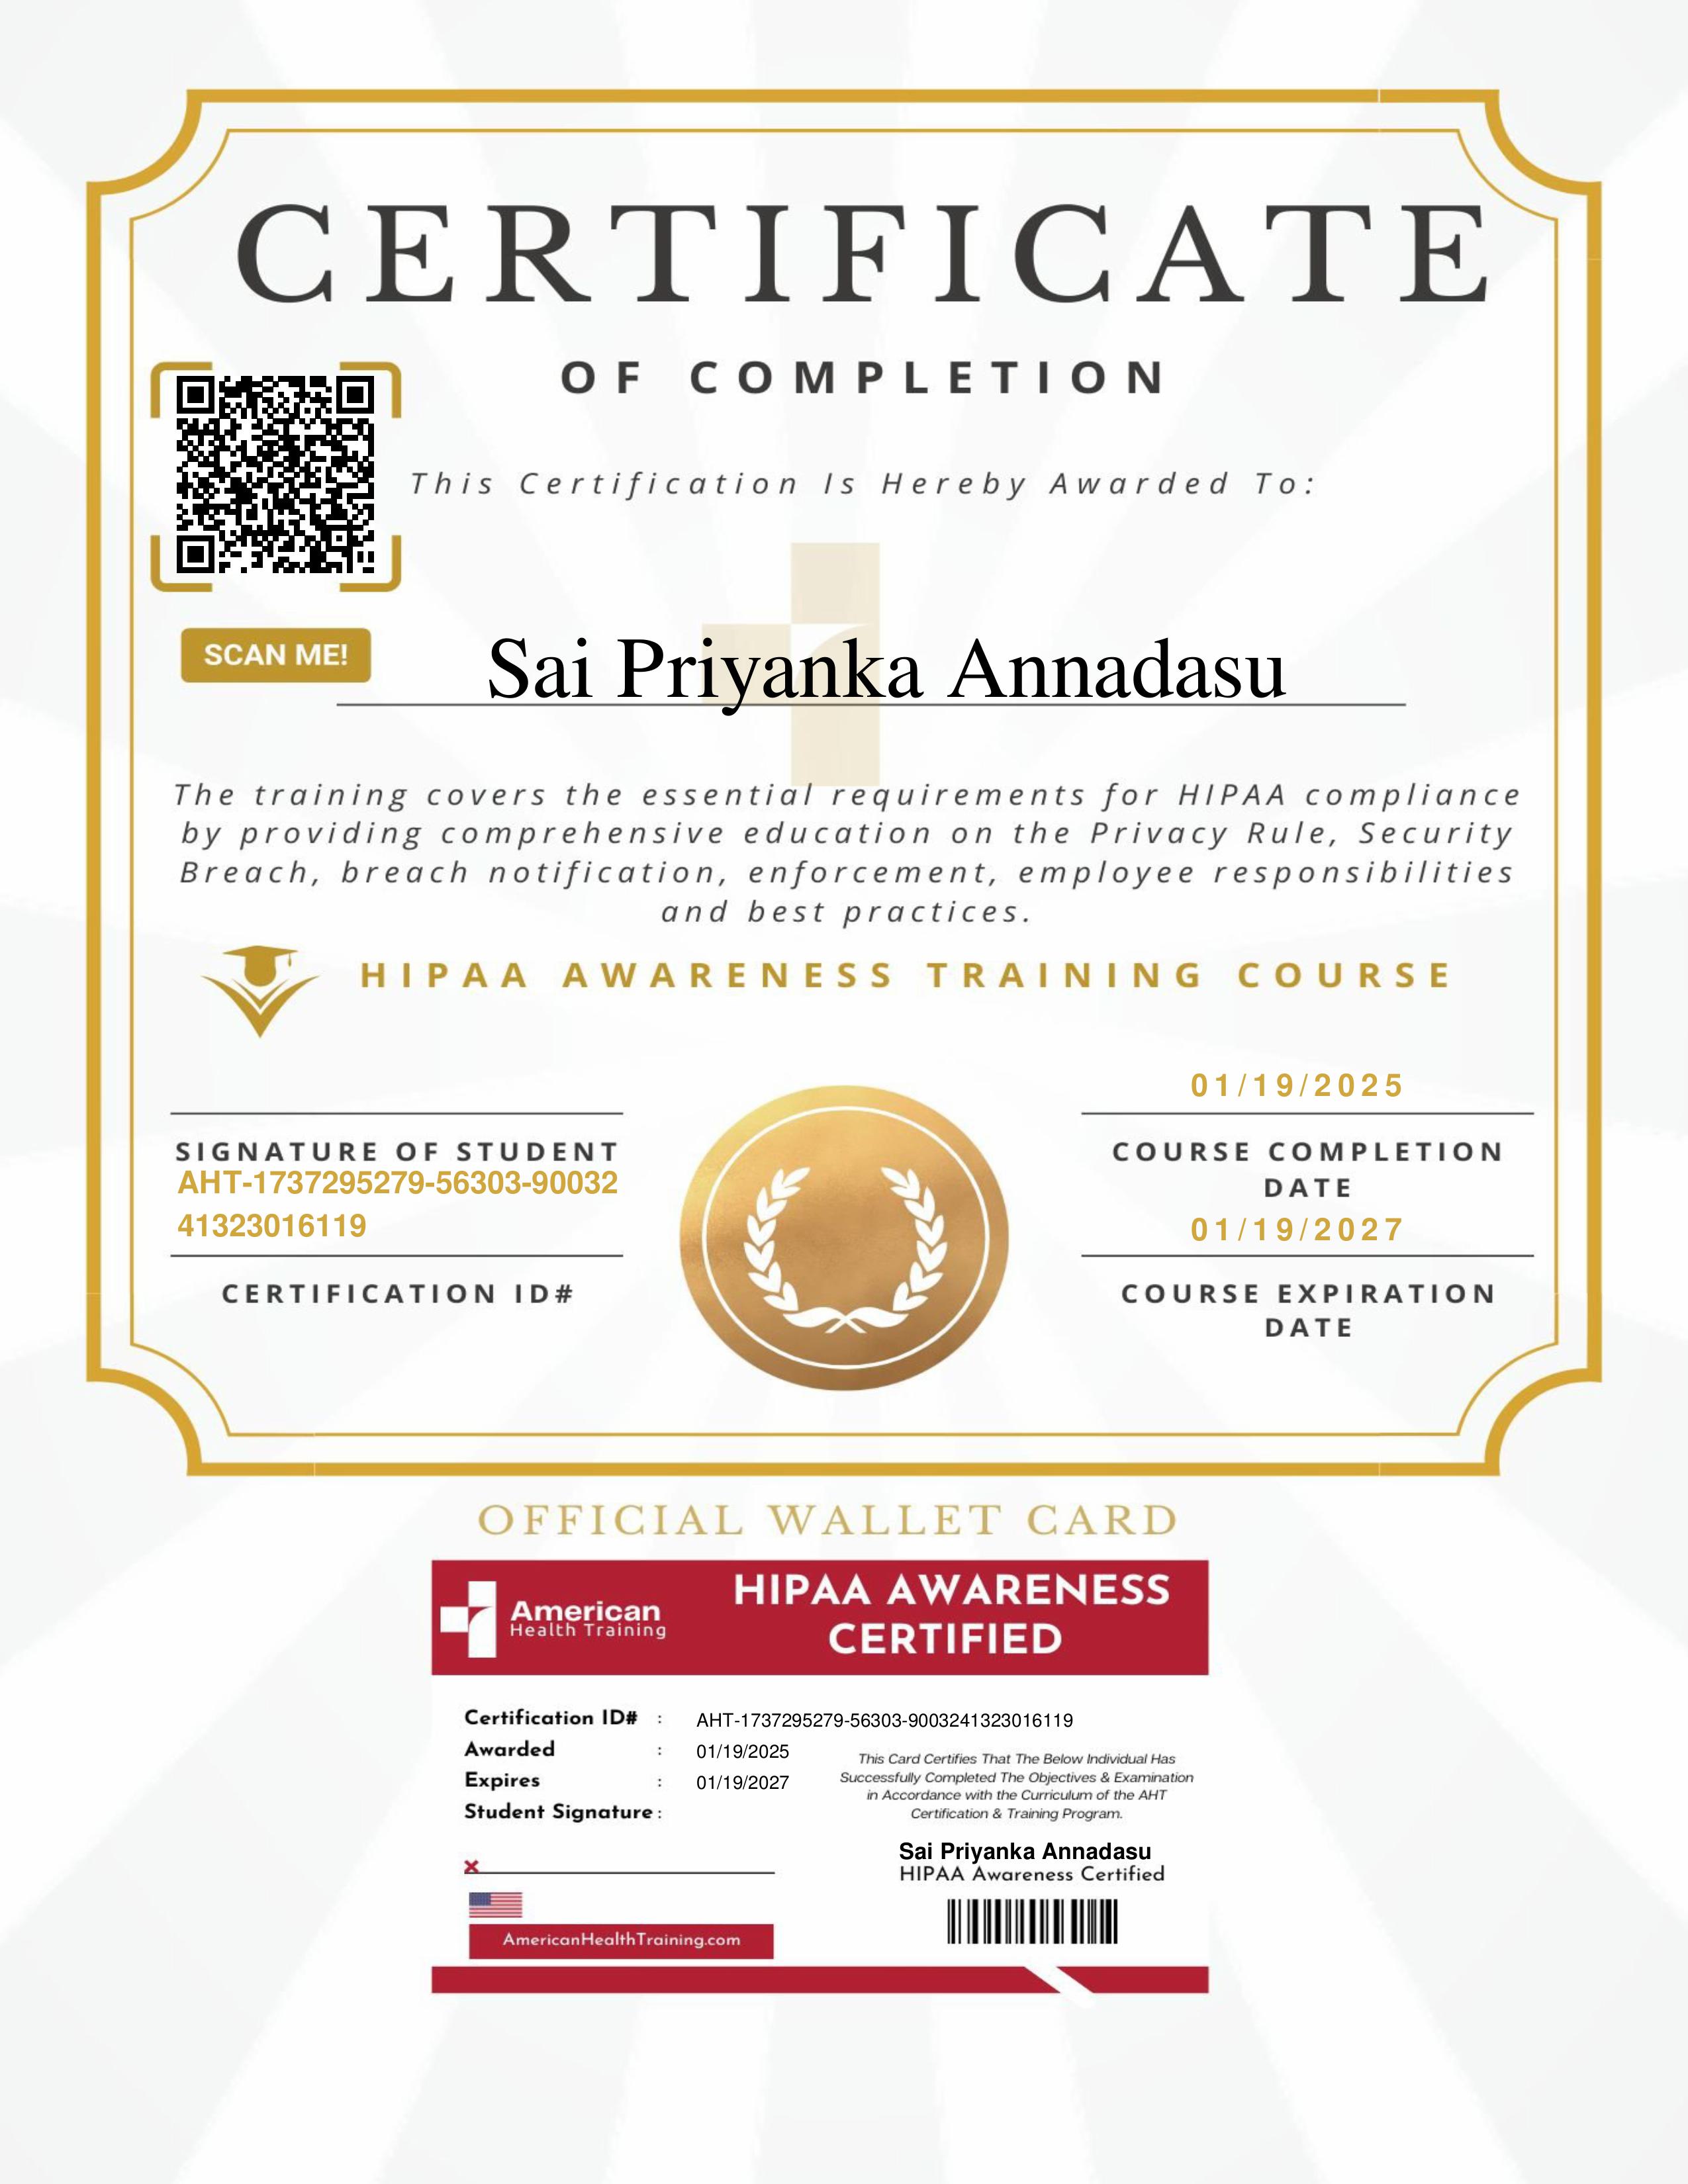 CERTIFICATE
OF COMPLETION
This Certification Is Hereby Awarded To:
SCAN ME!
Sai Priyanka Annadasu
The training covers the essential requirements for HIPAA compliance
by providing comprehensive education on the Privacy Rule, Security
Breach, breach notification, enforcement, employee responsibilities
and best practices.
HIPAA AWARENESS TRAINING COURSE
SIGNATURE OF STUDENT
AHT-1737295279-56303-90032
41323016119
CERTIFICATION ID#
01/19/2025
COURSE COMPLETION
DATE
01/19/2027
COURSE EXPIRATION
DATE
OFFICIAL WALLET CARD
American
Health Training
HIPAA AWARENESS
CERTIFIED
Certification ID# : AHT-1737295279-56303-9003241323016119
Awarded : 01/19/2025
Expires : 01/19/2027
Student Signature :
x
This Card Certifies That The Below Individual Has
Successfully Completed The Objectives & Examination
in Accordance with the Curriculum of the AHT
Certification & Training Program.
Sai Priyanka Annadasu
HIPAA Awareness Certified
AmericanHealthTraining.com